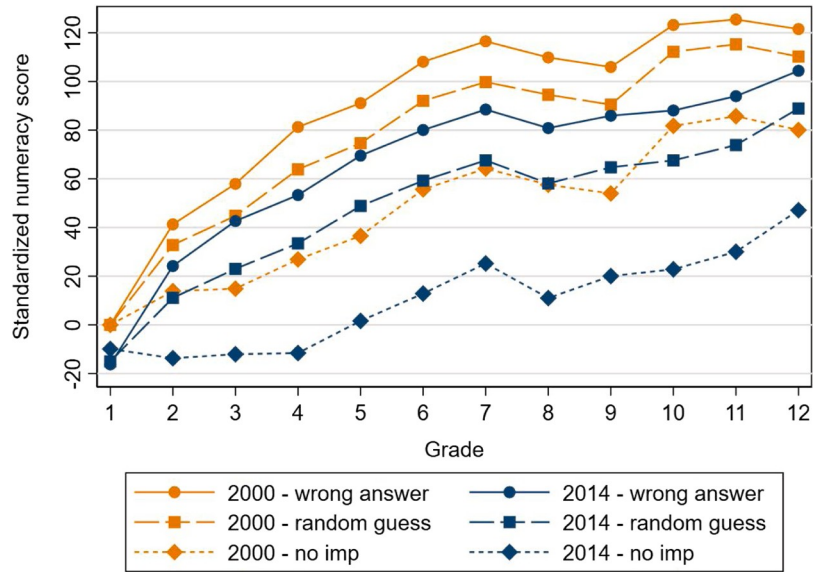 Standardized numeracy score
120
100
80
60
40
20
0
-20
1 2 3 4 5 6 7 8 9 10 11 12
Grade
2000 - wrong answer 2014 - wrong answer
2000 - random guess 2014 - random guess
2000 - no imp 2014 - no imp